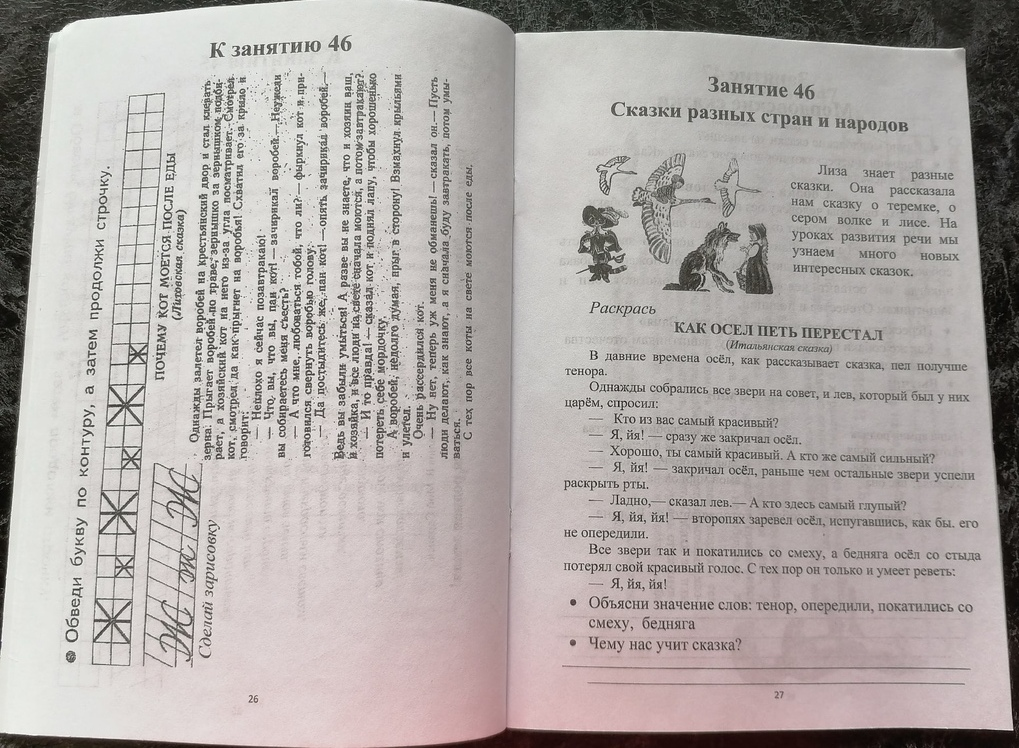 К занятию 46
Обведи букву по контуру, а затем продолжи строчку.
Ж Ж Ж Ж Ж Ж
Ж ж Ж
Сделай зарисовку
ПОЧЕМУ КОТ МОЕТСЯ ПОСЛЕ ЕДЫ
(Литовская сказка)
Однажды залетел воробей на крестьянский двор и стал клевать
зерна. Прыгает воробей по траве, зернышко за зернышком подби-
рает, а хозяйский кот на него из-за угла посматривает. Смотрел
кот, смотрел да как прыгнет на воробья! Схватил его за крыло и
говорит:
— Неплохо я сейчас позавтракаю!
— Что, вы, что вы, пан кот! — зачирикал воробей. — Неужели
вы собираетесь меня съесть?
— А что мне, любоваться тобой, что ли? — фыркнул кот и при-
готовился свернуть воробью голову.
— Да постыдитесь же, пан кот! — опять зачирикал воробей. —
Ведь вы забыли умыться! А разве вы не знаете, что и хозяин ваш,
и хозяйка, и все люди на свете сначала моются, а потом завтракают?
— И то правда! — сказал кот и поднял лапу, чтобы хорошенько
потереть себе мордочку.
А воробей, недолго думая, прыг в сторону! Взмахнул крыльями
и улетел.
Очень рассердился кот.
— Ну нет, теперь уж меня не обманешь! — сказал он. — Пусть
люди делают, как знают, а я сначала буду завтракать, потом умы-
ваться.
С тех пор все коты на свете моются после еды.
26
Занятие 46
Сказки разных стран и народов
Лиза знает разные
сказки. Она рассказала
нам сказку о теремке, о
сером волке и лисе. На
уроках развития речи мы
узнаем много новых
интересных сказок.
Раскрась
КАК ОСЕЛ ПЕТЬ ПЕРЕСТАЛ
(Итальянская сказка)
В давние времена осёл, как рассказывает сказка, пел получше
тенора.
Однажды собрались все звери на совет, и лев, который был у них
царём, спросил:
— Кто из вас самый красивый?
— Я, йя! — сразу же закричал осёл.
— Хорошо, ты самый красивый. А кто же самый сильный?
— Я, йя! — закричал осёл, раньше чем остальные звери успели
раскрыть рты.
— Ладно,— сказал лев.— А кто здесь самый глупый?
— Я, йя, йя! — второпях заревел осёл, испугавшись, как бы. его
не опередили.
Все звери так и покатились со смеху, а бедняга осёл со стыда
потерял свой красивый голос. С тех пор он только и умеет реветь:
— Я, йя, йя!
• Объясни значение слов: тенор, опередили, покатились со
смеху, бедняга
• Чему нас учит сказка?
27